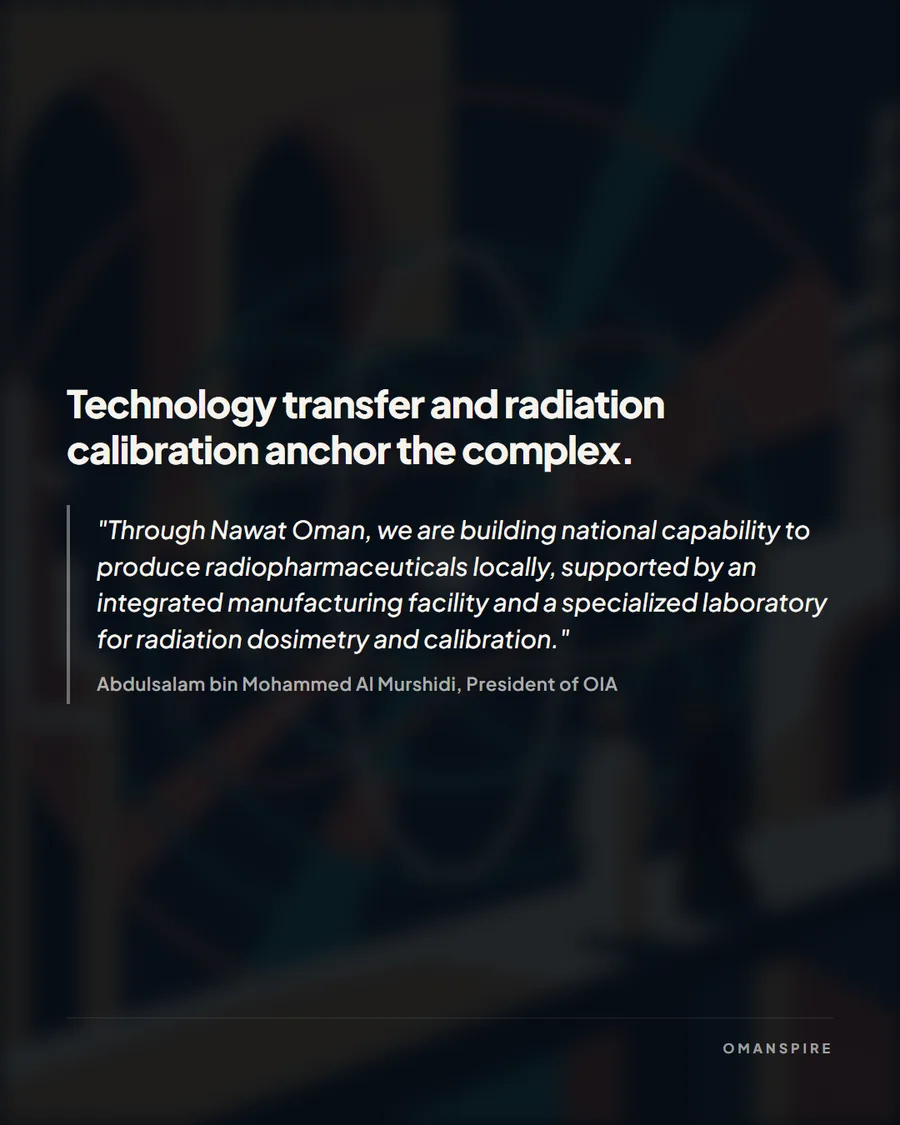 Technology transfer and radiation
calibration anchor the complex.
"Through Nawat Oman, we are building national capability to
produce radiopharmaceuticals locally, supported by an
integrated manufacturing facility and a specialized laboratory
for radiation dosimetry and calibration."
Abdulsalam bin Mohammed Al Murshidi, President of OIA
OMANSPIRE